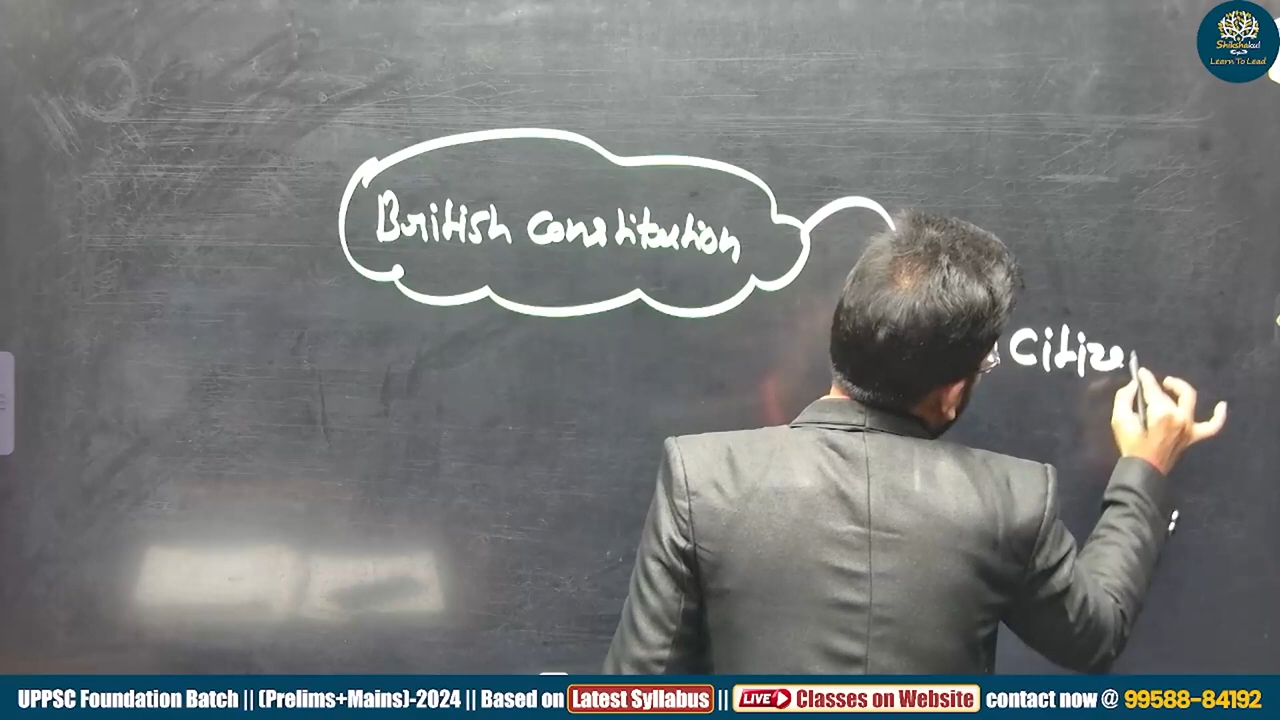 Shikshakul
Learn To Lead
British Constitution
Citize
UPPSC Foundation Batch || (Prelims+Mains)-2024 || Based on Latest Syllabus || LIVE Classes on Website contact now @ 99588-84192